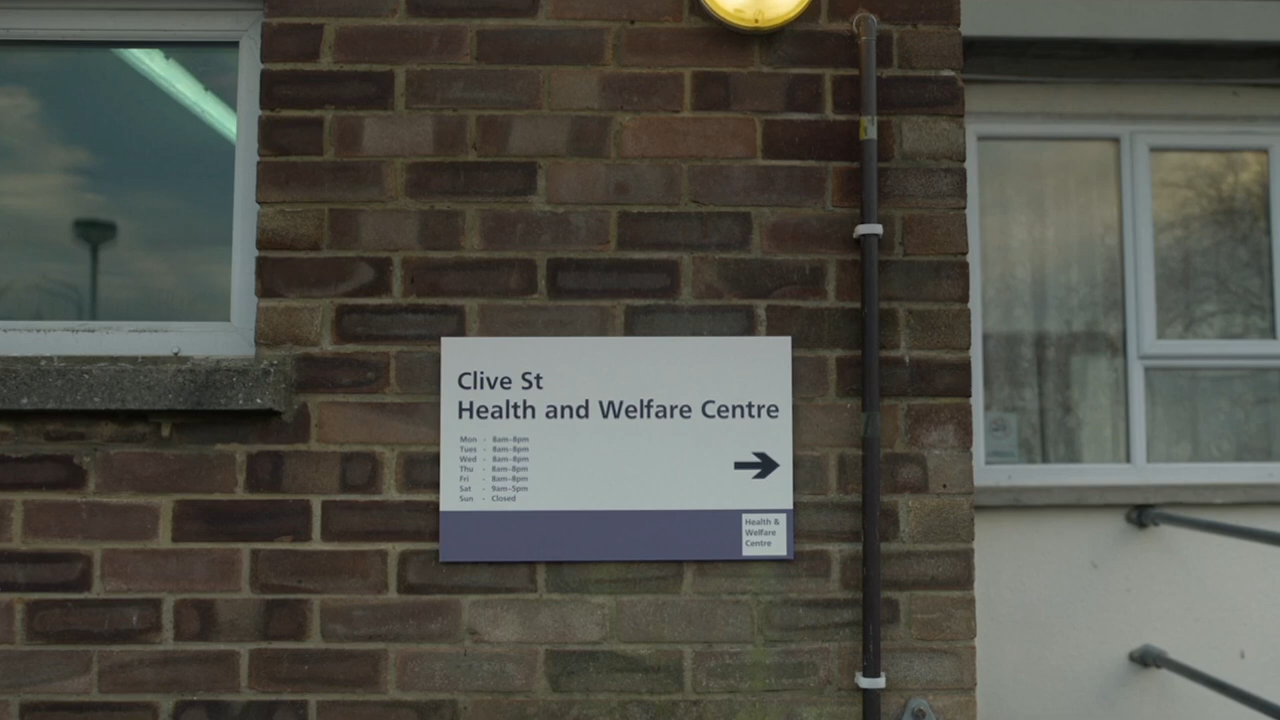 Clive St
Health and Welfare Centre
Mon - 8am-8pm
Tues - 8am-8pm
Wed - 8am-8pm
Thu - 8am-8pm
Fri - 8am-8pm
Sat - 9am-5pm
Sun - Closed
Health &
Welfare
Centre